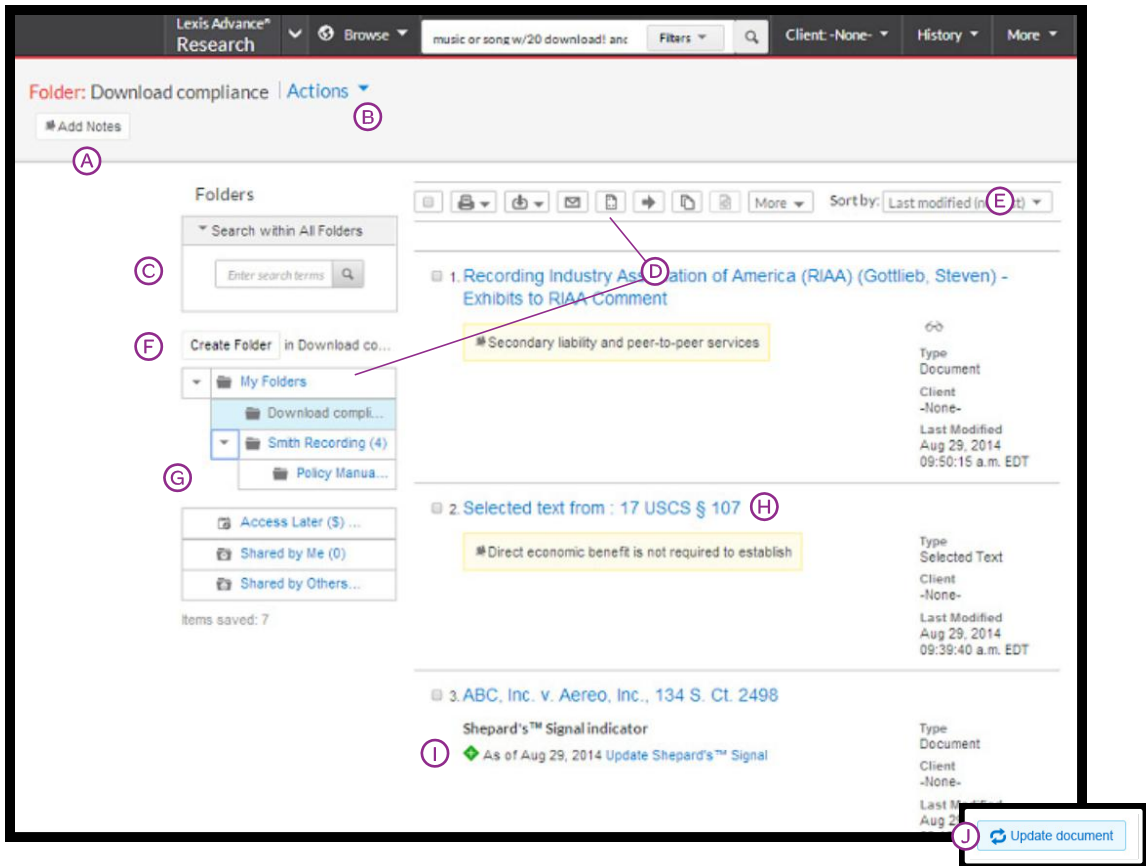 Lexis Advance®
Research
Browse
music or song w/20 download! anc
Filters
Client: -None-
History
More
Folder: Download compliance
Actions
B
Add Notes
A
Folders
More
Sort by:
Last modified
E
Search within All Folders
C
Enter search terms
D
1. Recording Industry Association of America (RIAA) (Gottlieb, Steven) -
Exhibits to RIAA Comment
Secondary liability and peer-to-peer services
Type
Document
Client
-None-
Last Modified
Aug 29, 2014
09:50:15 a.m. EDT
F
Create Folder in Download co...
My Folders
Download compli...
Smith Recording (4)
G
Policy Manua...
Access Later ($) ...
Shared by Me (0)
Shared by Others...
Items saved: 7
2. Selected text from : 17 USCS § 107
H
Direct economic benefit is not required to establish
Type
Selected Text
Client
-None-
Last Modified
Aug 29, 2014
09:39:40 a.m. EDT
3. ABC, Inc. v. Aereo, Inc., 134 S. Ct. 2498
Shepard's™ Signal indicator
I
As of Aug 29, 2014 Update Shepard's™ Signal
Type
Document
Client
-None-
Last
Aug
J
Update document